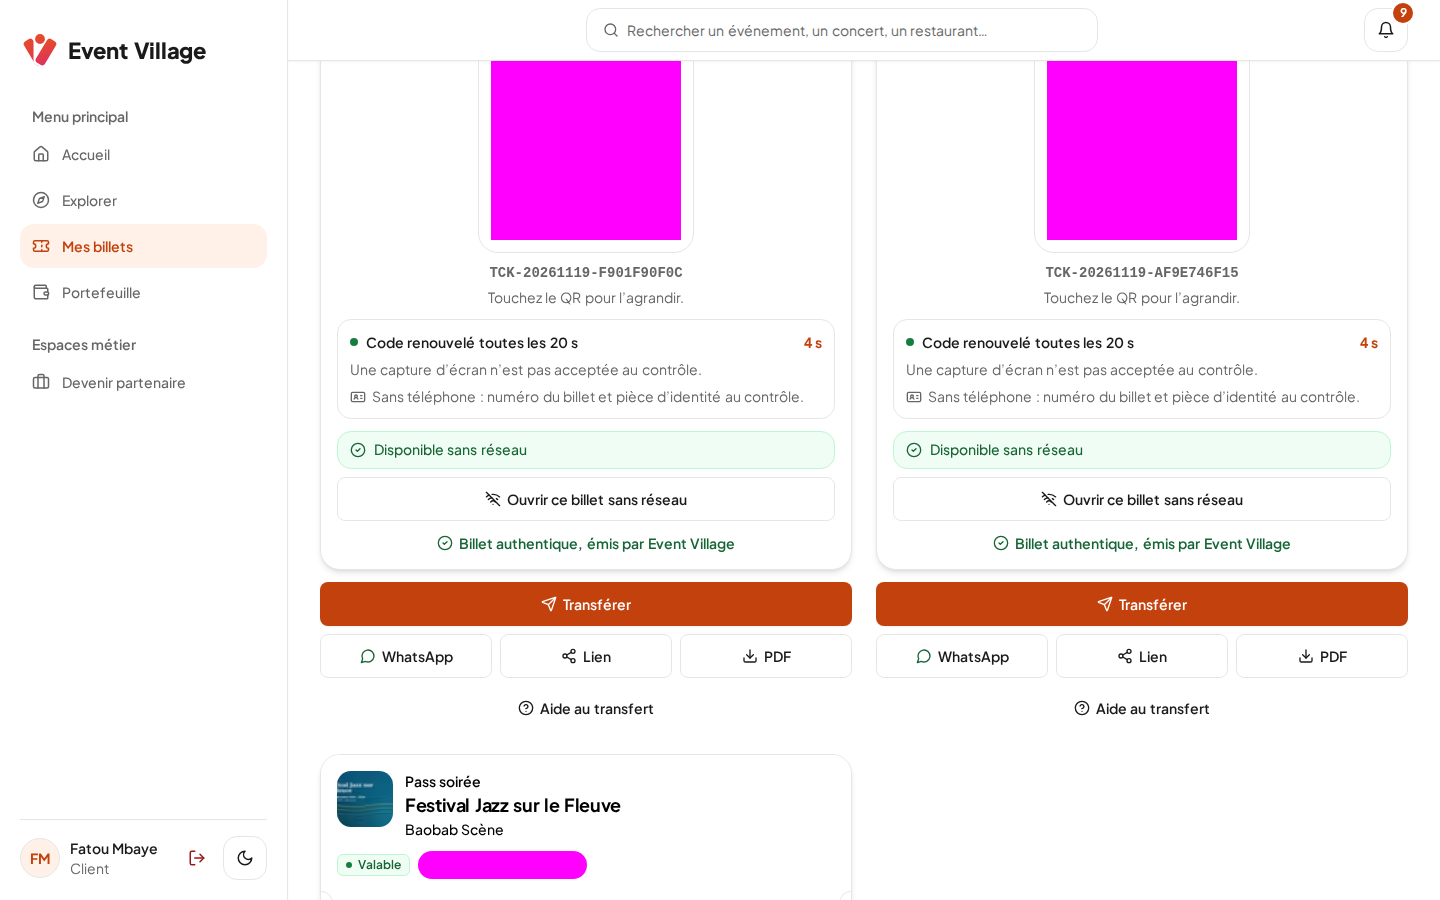 Event Village
Rechercher un événement, un concert, un restaurant…
9
Menu principal
Accueil
Explorer
Mes billets
Portefeuille
Espaces métier
Devenir partenaire
FM
Fatou Mbaye
Client
TCK-20261119-F901F90F0C
Touchez le QR pour l’agrandir.
Code renouvelé toutes les 20 s
4 s
Une capture d’écran n’est pas acceptée au contrôle.
Sans téléphone : numéro du billet et pièce d’identité au contrôle.
Disponible sans réseau
Ouvrir ce billet sans réseau
Billet authentique, émis par Event Village
Transférer
WhatsApp
Lien
PDF
Aide au transfert
TCK-20261119-AF9E746F15
Touchez le QR pour l’agrandir.
Code renouvelé toutes les 20 s
4 s
Une capture d’écran n’est pas acceptée au contrôle.
Sans téléphone : numéro du billet et pièce d’identité au contrôle.
Disponible sans réseau
Ouvrir ce billet sans réseau
Billet authentique, émis par Event Village
Transférer
WhatsApp
Lien
PDF
Aide au transfert
Pass soirée
Festival Jazz sur le Fleuve
Baobab Scène
Valable